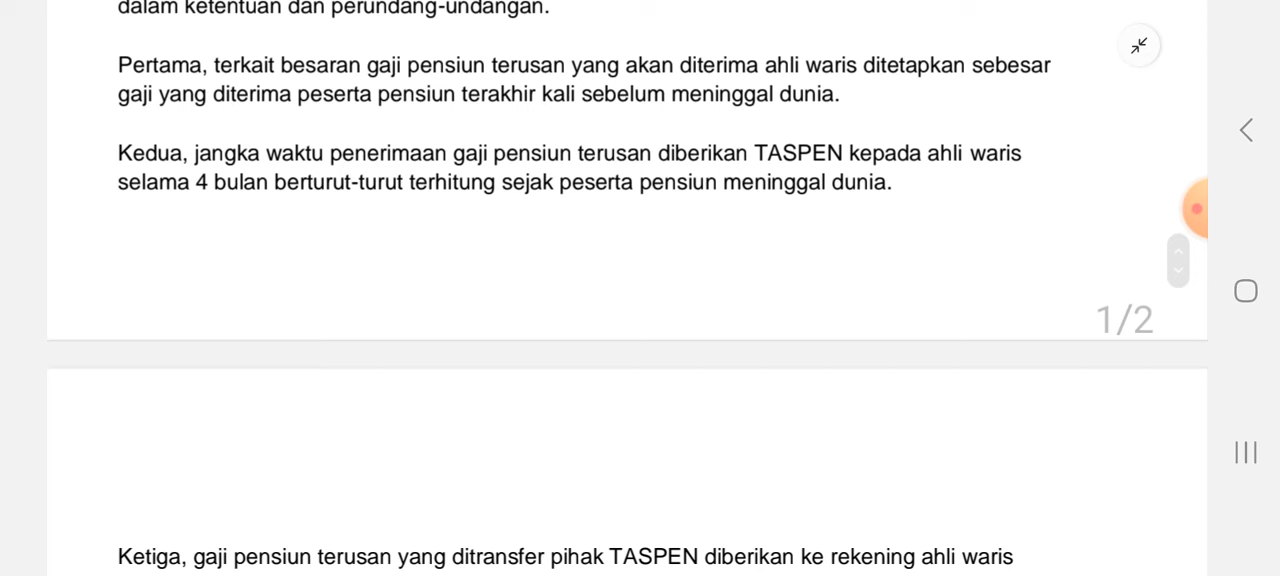 dalam ketentuan dan perundang-undangan.
Pertama, terkait besaran gaji pensiun terusan yang akan diterima ahli waris ditetapkan sebesar
gaji yang diterima peserta pensiun terakhir kali sebelum meninggal dunia.
Kedua, jangka waktu penerimaan gaji pensiun terusan diberikan TASPEN kepada ahli waris
selama 4 bulan berturut-turut terhitung sejak peserta pensiun meninggal dunia.
1/2
Ketiga, gaji pensiun terusan yang ditransfer pihak TASPEN diberikan ke rekening ahli waris